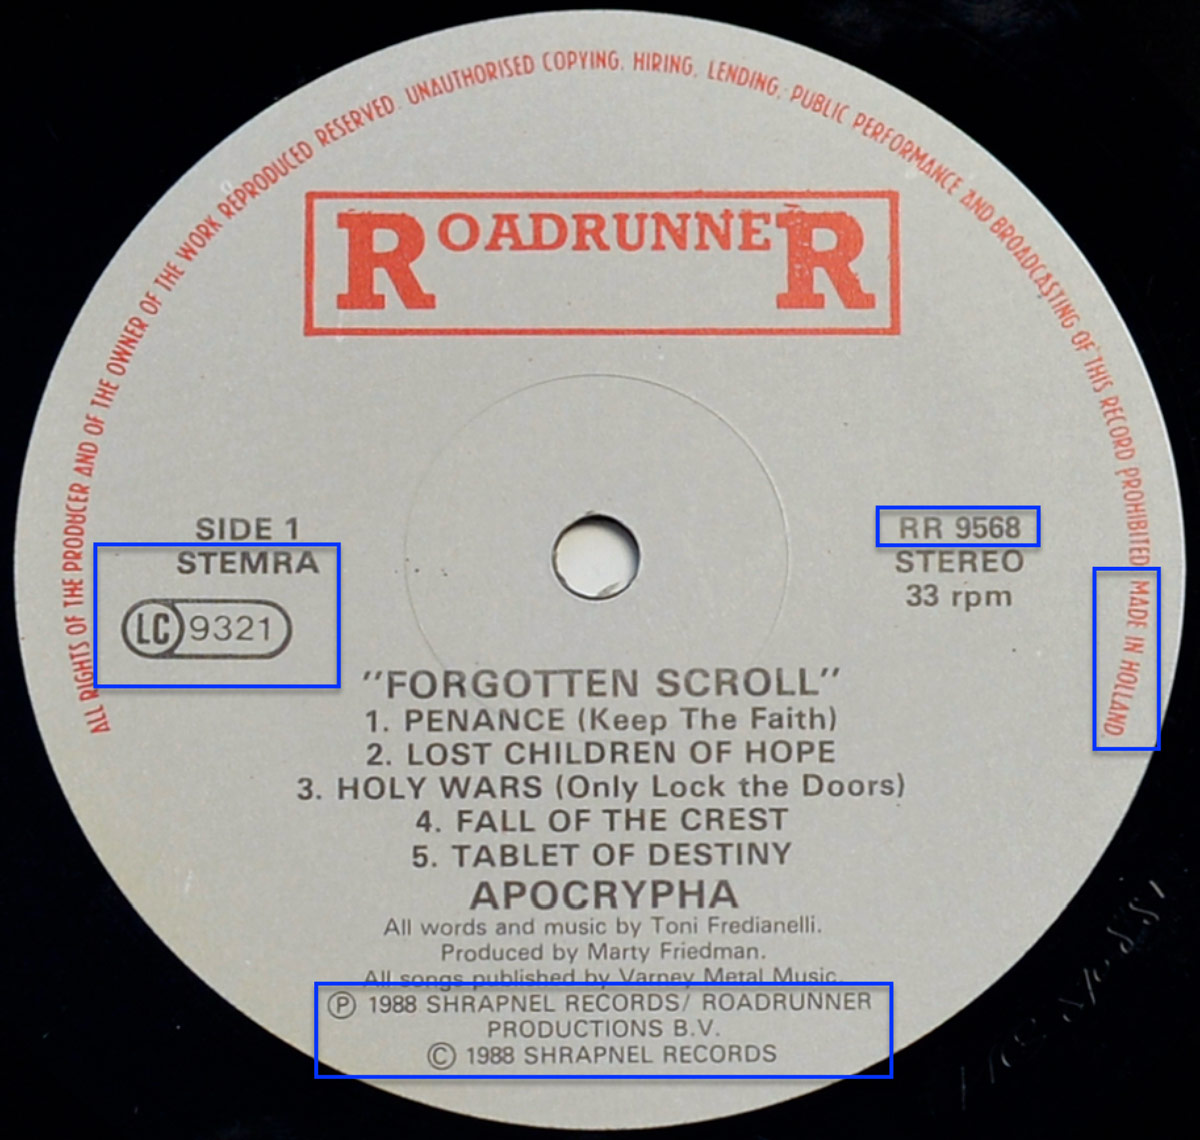 ALL RIGHTS OF THE PRODUCER AND OF THE OWNER OF THE WORK REPRODUCED RESERVED. UNAUTHORISED COPYING, HIRING, LENDING, PUBLIC PERFORMANCE AND BROADCASTING OF THIS RECORD PROHIBITED MADE IN HOLLAND.
ROADRUNNER
SIDE 1
STEMRA
LC 9321
RR 9568
STEREO
33 rpm
"FORGOTTEN SCROLL"
1. PENANCE (Keep The Faith)
2. LOST CHILDREN OF HOPE
3. HOLY WARS (Only Lock the Doors)
4. FALL OF THE CREST
5. TABLET OF DESTINY
APOCRYPHA
All words and music by Toni Fredianelli.
Produced by Marty Friedman.
All songs published by Varney Metal Music.
Ⓟ 1988 SHRAPNEL RECORDS/ ROADRUNNER
PRODUCTIONS B.V.
© 1988 SHRAPNEL RECORDS